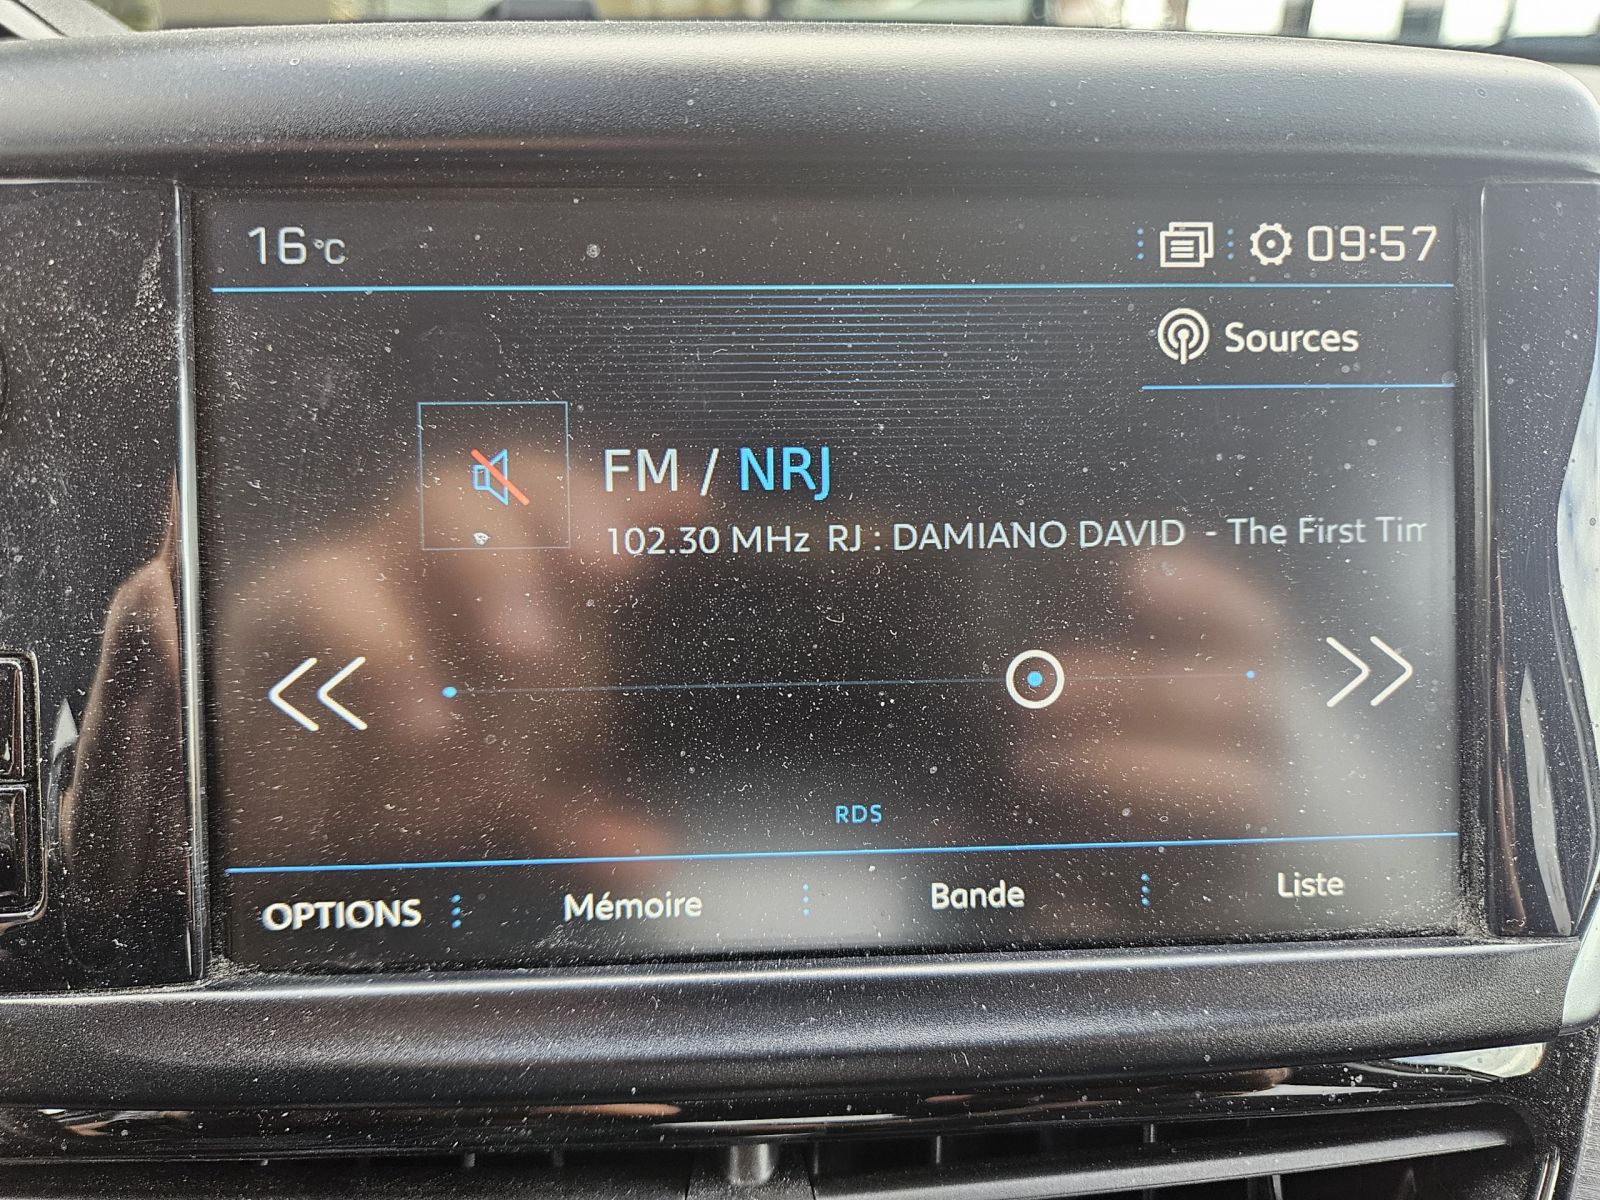 16°C 09:57
Sources
FM / NRJ
102.30 MHz RJ : DAMIANO DAVID - The First Tim
RDS
OPTIONS Mémoire Bande Liste